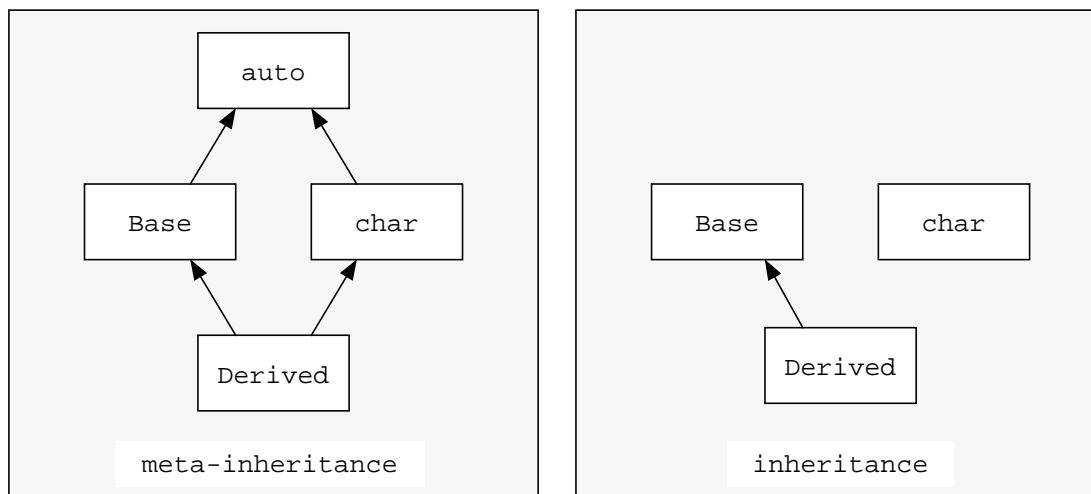 auto
Base
char
Derived
meta-inheritance
Base
char
Derived
inheritance